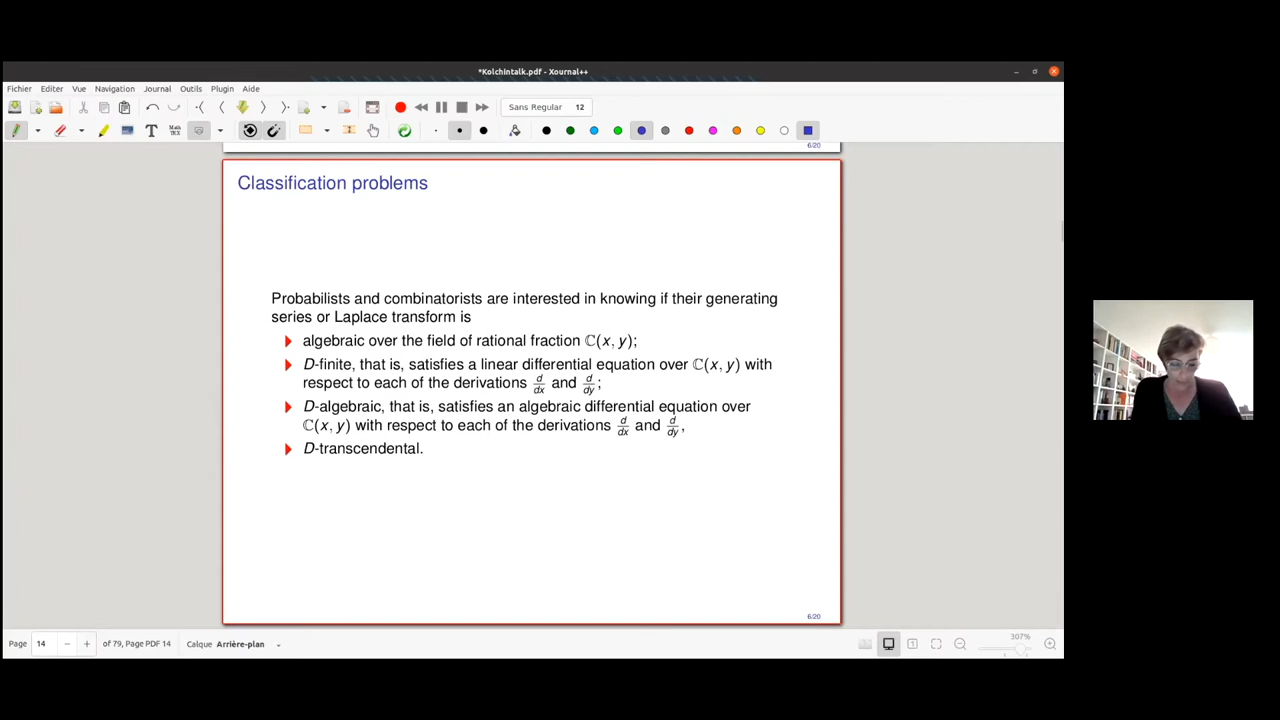 *Kolchintalk.pdf - Xournal++
Fichier Editer Vue Navigation Journal Outils Plugin Aide
Sans Regular 12
6/20
Classification problems
Probabilists and combinatorists are interested in knowing if their generating
series or Laplace transform is
algebraic over the field of rational fraction ℂ(x, y);
D-finite, that is, satisfies a linear differential equation over ℂ(x, y) with
respect to each of the derivations d/dx and d/dy;
D-algebraic, that is, satisfies an algebraic differential equation over
ℂ(x, y) with respect to each of the derivations d/dx and d/dy,
D-transcendental.
6/20
Page 14 of 79, Page PDF 14 Calque Arrière-plan 307%